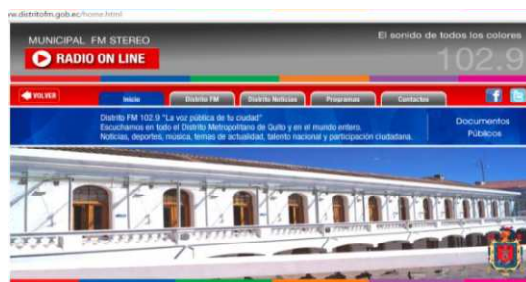 ww.distritofm.gob.ec/home.html
MUNICIPAL FM STEREO
El sonido de todos los colores
RADIO ON LINE
102.9
VOLVER
Inicio
Distrito FM
Distrito Noticias
Programas
Contactos
Distrito FM 102.9 "La voz pública de tu ciudad"
Escuchamos en todo el Distrito Metropolitano de Quito y en el mundo entero.
Noticias, deportes, música, temas de actualidad, talento nacional y participación ciudadana.
Documentos
Públicos